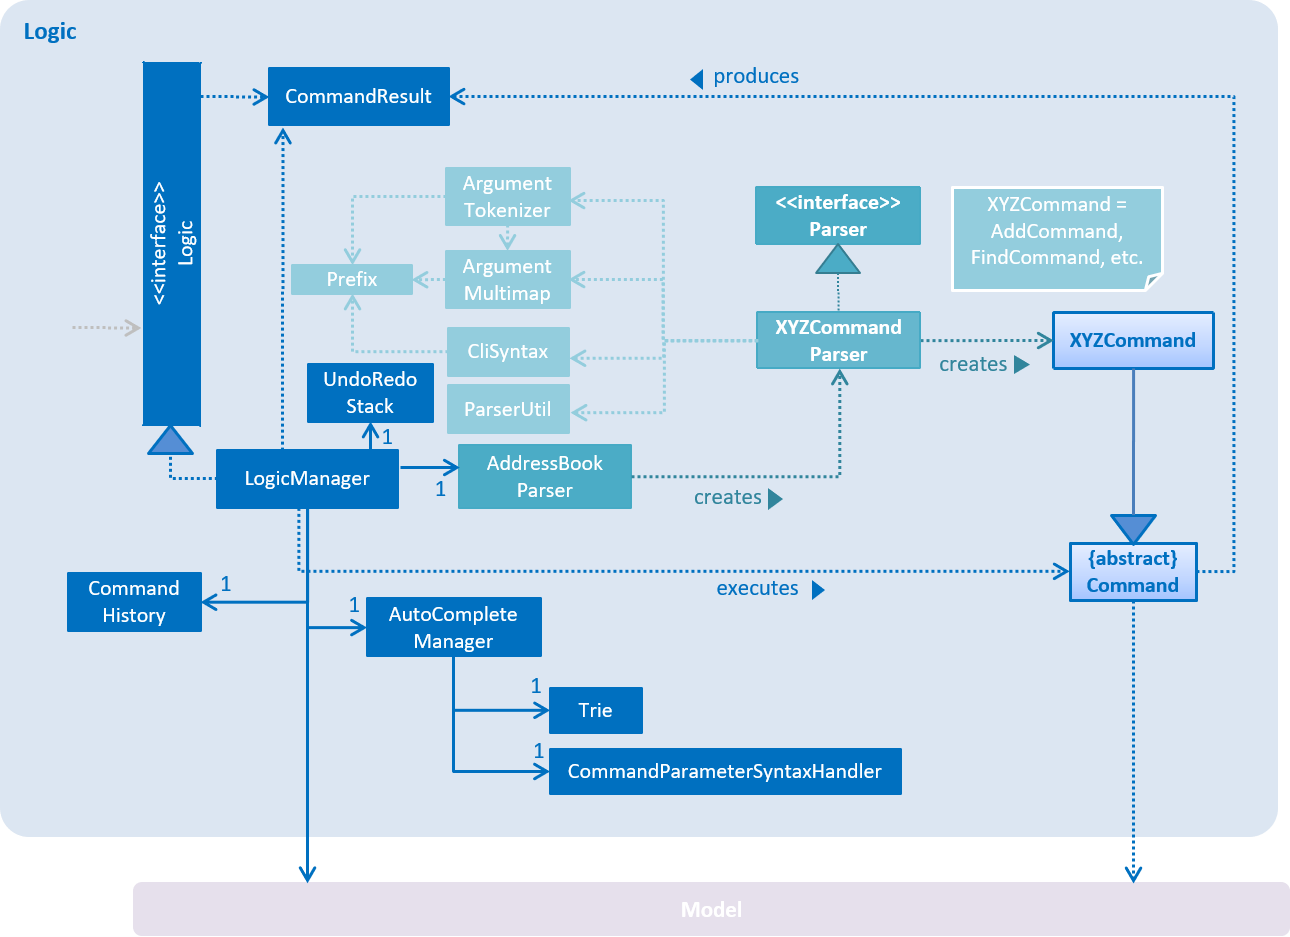 Logic
produces
CommandResult
<<interface>>
Logic
Argument
Tokenizer
<<interface>>
Parser
XYZCommand =
AddCommand,
FindCommand, etc.
Prefix
Argument
Multimap
XYZCommand
Parser
XYZCommand
CliSyntax
creates
UndoRedo
Stack
ParserUtil
1
LogicManager
1
AddressBook
Parser
creates
{abstract}
Command
executes
Command
History
1
1
AutoComplete
Manager
1
Trie
1
CommandParameterSyntaxHandler
Model